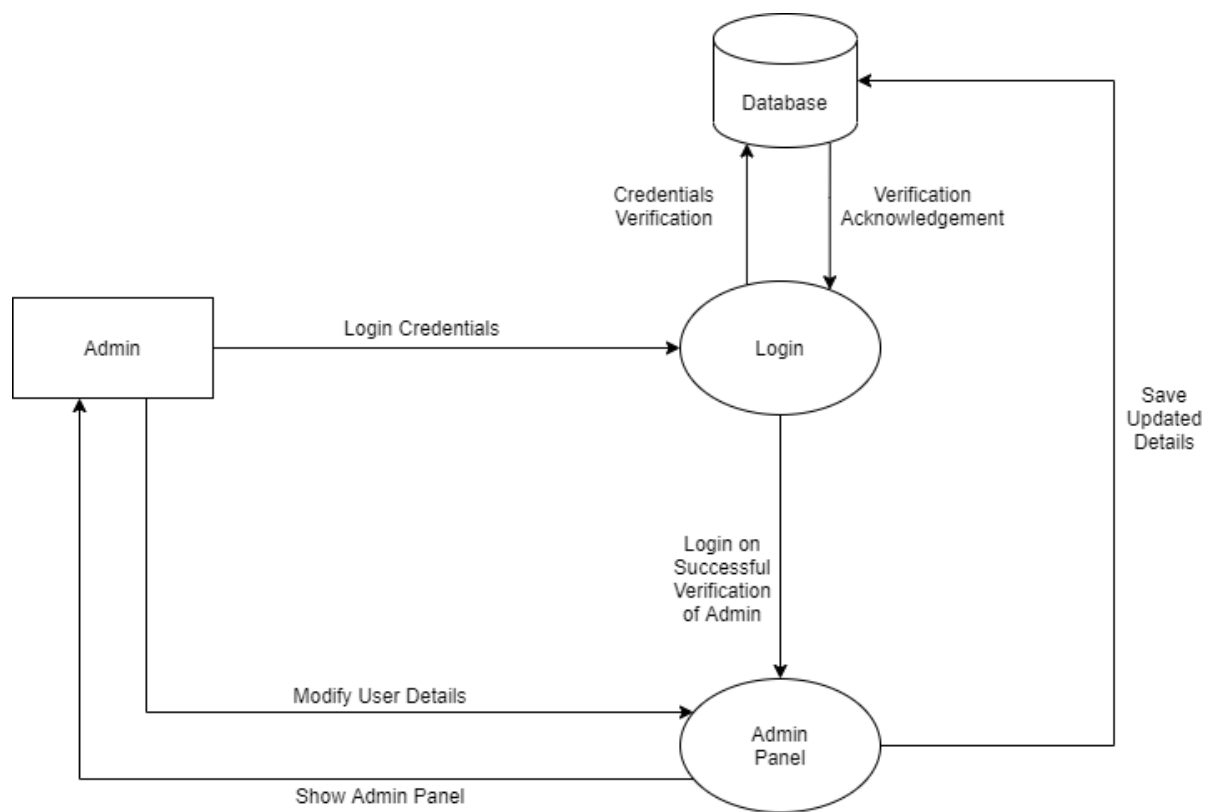 Database
Credentials
Verification
Verification
Acknowledgement
Admin
Login Credentials
Login
Save
Updated
Details
Login on
Successful
Verification
of Admin
Modify User Details
Admin
Panel
Show Admin Panel